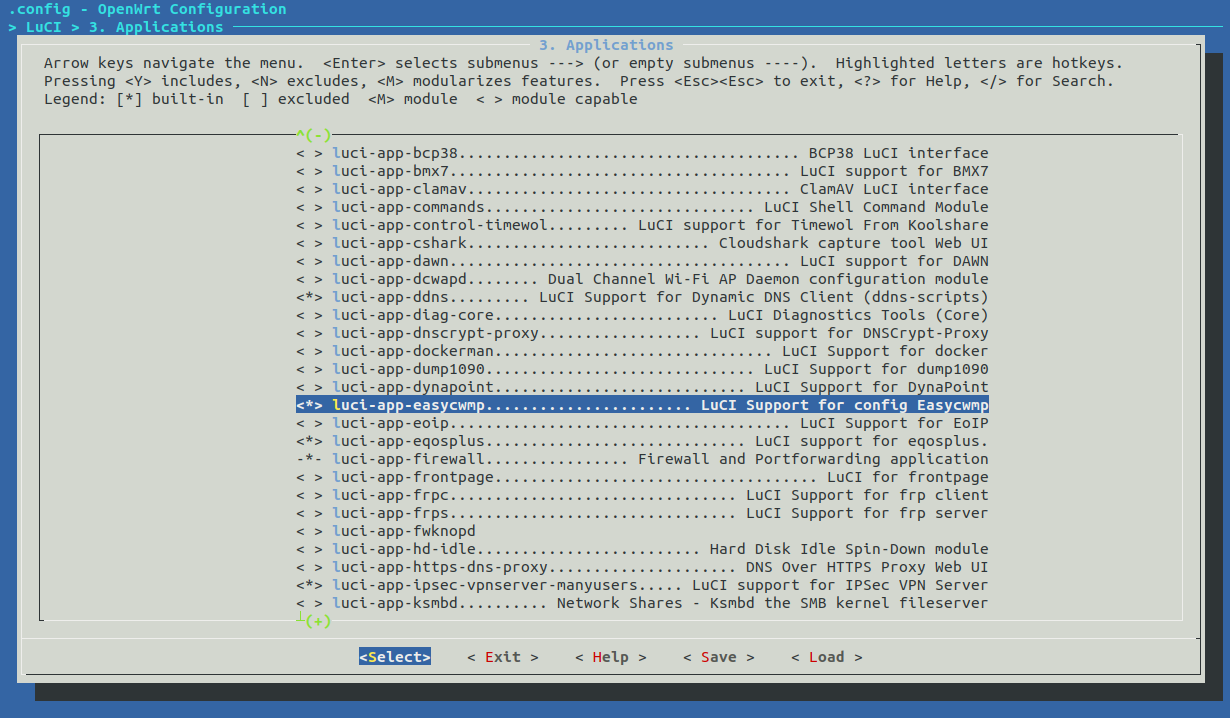 .config - OpenWrt Configuration
> LuCI > 3. Applications
3. Applications
Arrow keys navigate the menu.  <Enter> selects submenus ---> (or empty submenus ----).  Highlighted letters are hotkeys.
Pressing <Y> includes, <N> excludes, <M> modularizes features.  Press <Esc><Esc> to exit, <?> for Help, </> for Search.
Legend: [*] built-in  [ ] excluded  <M> module  < > module capable
^(-)
< > luci-app-bcp38...................................... BCP38 LuCI interface
< > luci-app-bmx7...................................... LuCI support for BMX7
< > luci-app-clamav.................................... ClamAV LuCI interface
< > luci-app-commands.............................. LuCI Shell Command Module
< > luci-app-control-timewol......... LuCI support for Timewol From Koolshare
< > luci-app-cshark........................... Cloudshark capture tool Web UI
< > luci-app-dawn...................................... LuCI support for DAWN
< > luci-app-dcwapd........ Dual Channel Wi-Fi AP Daemon configuration module
<*> luci-app-ddns......... LuCI Support for Dynamic DNS Client (ddns-scripts)
< > luci-app-diag-core......................... LuCI Diagnostics Tools (Core)
< > luci-app-dnscrypt-proxy.................. LuCI support for DNSCrypt-Proxy
< > luci-app-dockerman............................... LuCI Support for docker
< > luci-app-dump1090.............................. LuCI Support for dump1090
< > luci-app-dynapoint............................ LuCI Support for DynaPoint
<*> luci-app-easycwmp....................... LuCI Support for config Easycwmp
< > luci-app-eoip...................................... LuCI Support for EoIP
<*> luci-app-eqosplus............................. LuCI support for eqosplus.
-*- luci-app-firewall................ Firewall and Portforwarding application
< > luci-app-frontpage.................................... LuCI for frontpage
< > luci-app-frpc................................ LuCI Support for frp client
< > luci-app-frps................................ LuCI Support for frp server
< > luci-app-fwknopd
< > luci-app-hd-idle......................... Hard Disk Idle Spin-Down module
< > luci-app-https-dns-proxy..................... DNS Over HTTPS Proxy Web UI
<*> luci-app-ipsec-vpnserver-manyusers..... LuCI support for IPSec VPN Server
< > luci-app-ksmbd.......... Network Shares - Ksmbd the SMB kernel fileserver
┴(+)
<Select>    < Exit >    < Help >    < Save >    < Load >